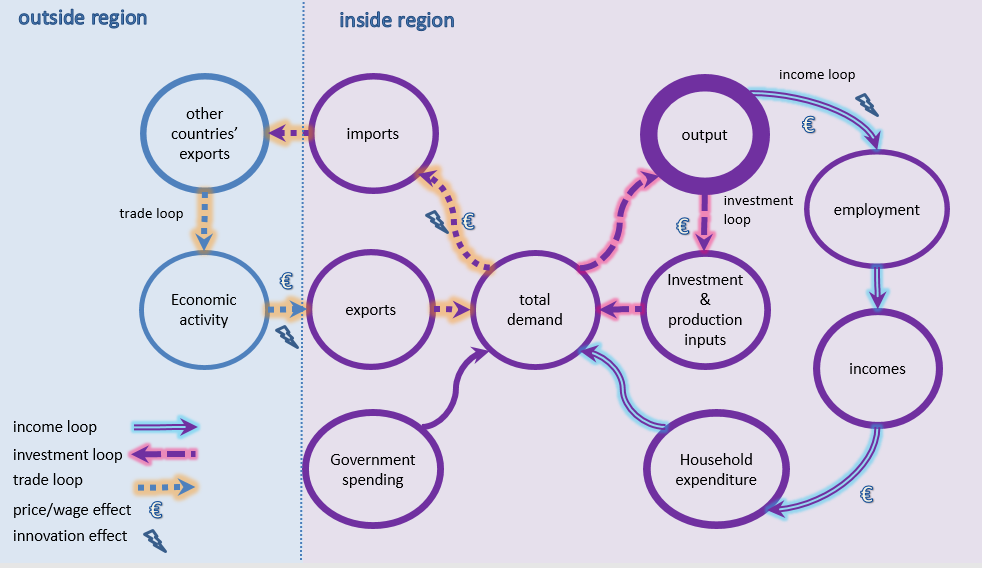 outside region
inside region
other
countries’
exports
imports
output
income loop
€
employment
trade loop
€
investment
loop
€
Economic
activity
€
exports
total
demand
Investment
&
production
inputs
incomes
Government
spending
Household
expenditure
€
income loop
investment loop
trade loop
price/wage effect €
innovation effect